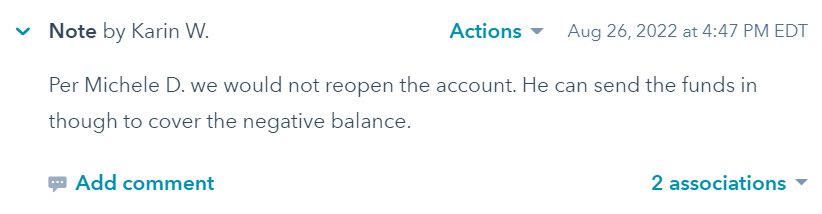 Note by Karin W. Actions Aug 26, 2022 at 4:47 PM EDT
Per Michele D. we would not reopen the account. He can send the funds in
though to cover the negative balance.
Add comment 2 associations